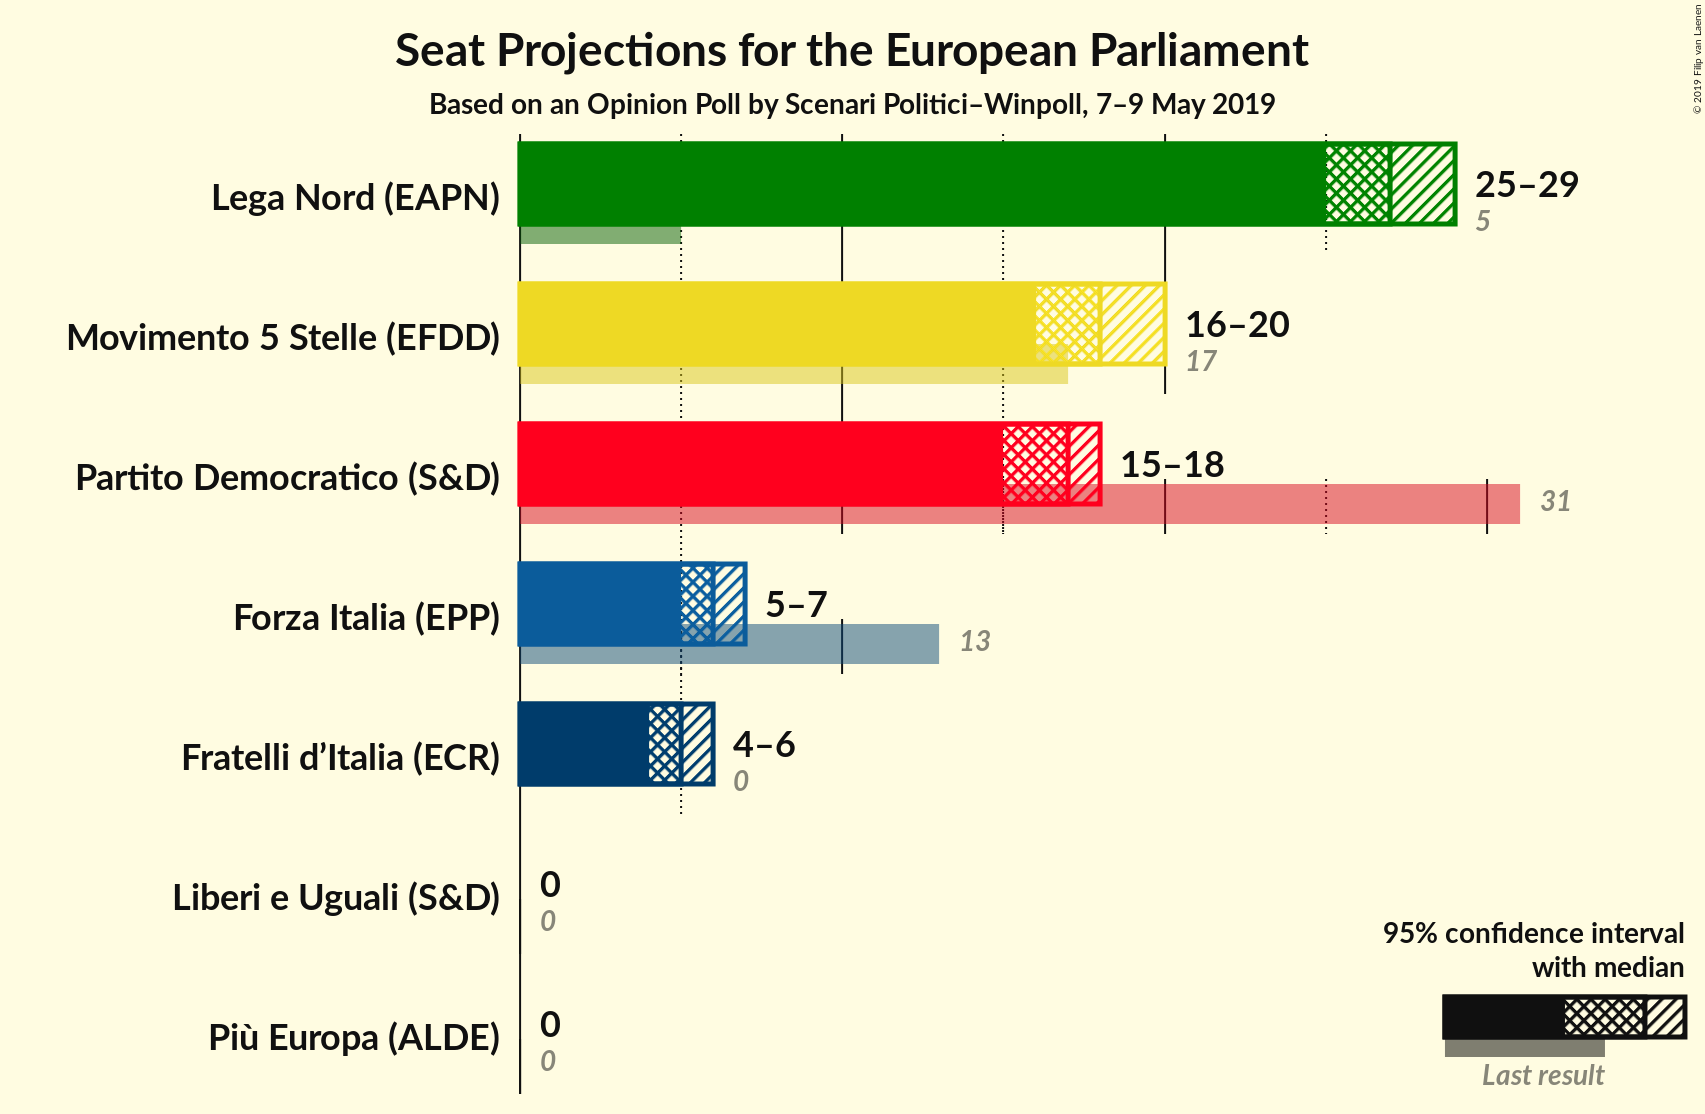 Seat Projections for the European Parliament
Based on an Opinion Poll by Scenari Politici–Winpoll, 7–9 May 2019
© 2019 Filip van Laenen
Lega Nord (EAPN)
25–29
5
Movimento 5 Stelle (EFDD)
16–20
17
Partito Democratico (S&D)
15–18
31
Forza Italia (EPP)
5–7
13
Fratelli d’Italia (ECR)
4–6
0
Liberi e Uguali (S&D)
0
0
Più Europa (ALDE)
0
0
95% confidence interval
with median
Last result